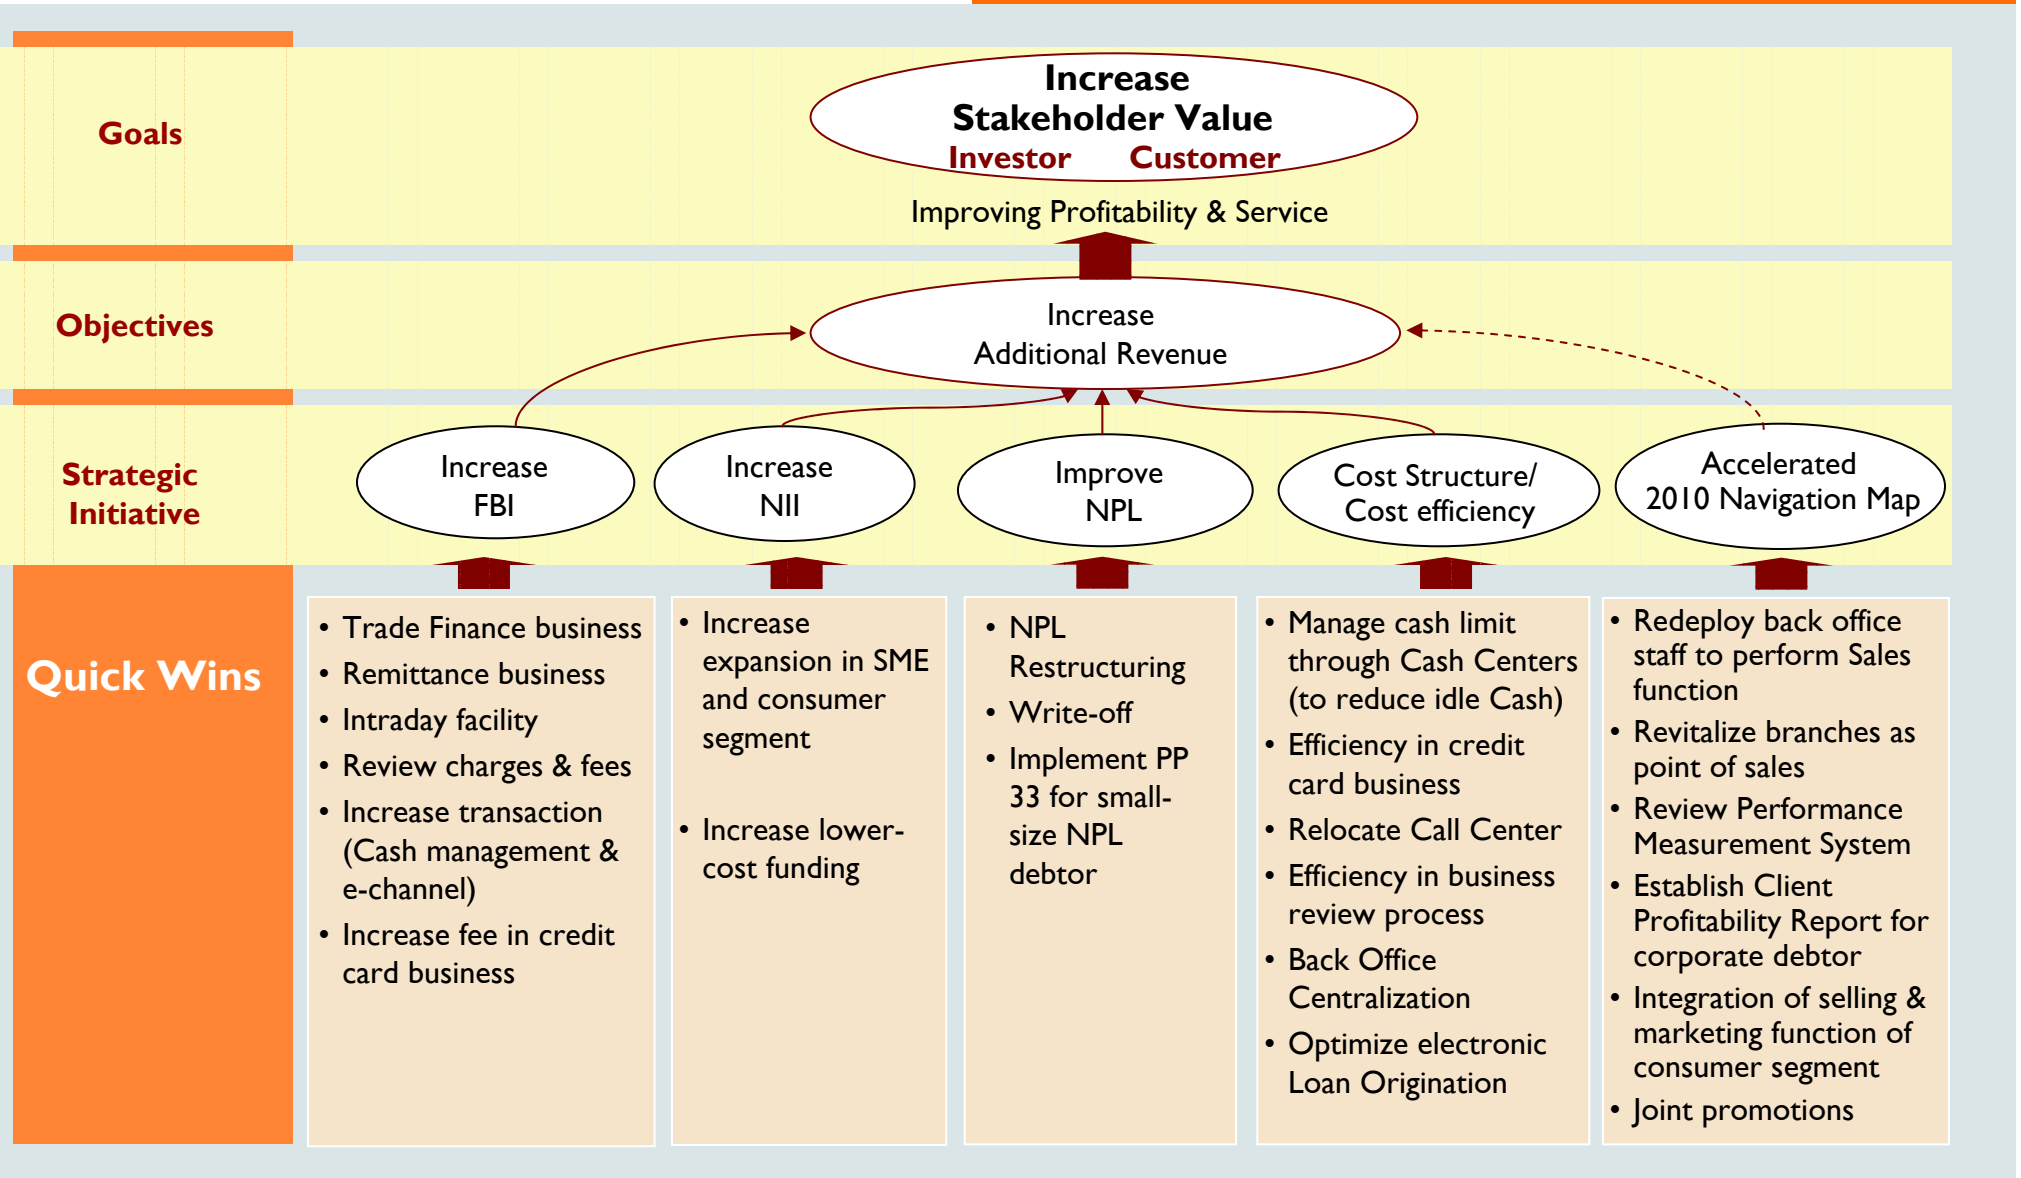 Goals
Increase
Stakeholder Value
Investor Customer
Improving Profitability & Service
Objectives
Increase
Additional Revenue
Strategic
Initiative
Increase
FBI
Increase
NII
Improve
NPL
Cost Structure/
Cost efficiency
Accelerated
2010 Navigation Map
Quick Wins
• Trade Finance business
• Remittance business
• Intraday facility
• Review charges & fees
• Increase transaction
(Cash management &
e-channel)
• Increase fee in credit
card business
• Increase
expansion in SME
and consumer
segment
• Increase lower-
cost funding
• NPL
Restructuring
• Write-off
• Implement PP
33 for small-
size NPL
debtor
• Manage cash limit
through Cash Centers
(to reduce idle Cash)
• Efficiency in credit
card business
• Relocate Call Center
• Efficiency in business
review process
• Back Office
Centralization
• Optimize electronic
Loan Origination
• Redeploy back office
staff to perform Sales
function
• Revitalize branches as
point of sales
• Review Performance
Measurement System
• Establish Client
Profitability Report for
corporate debtor
• Integration of selling &
marketing function of
consumer segment
• Joint promotions